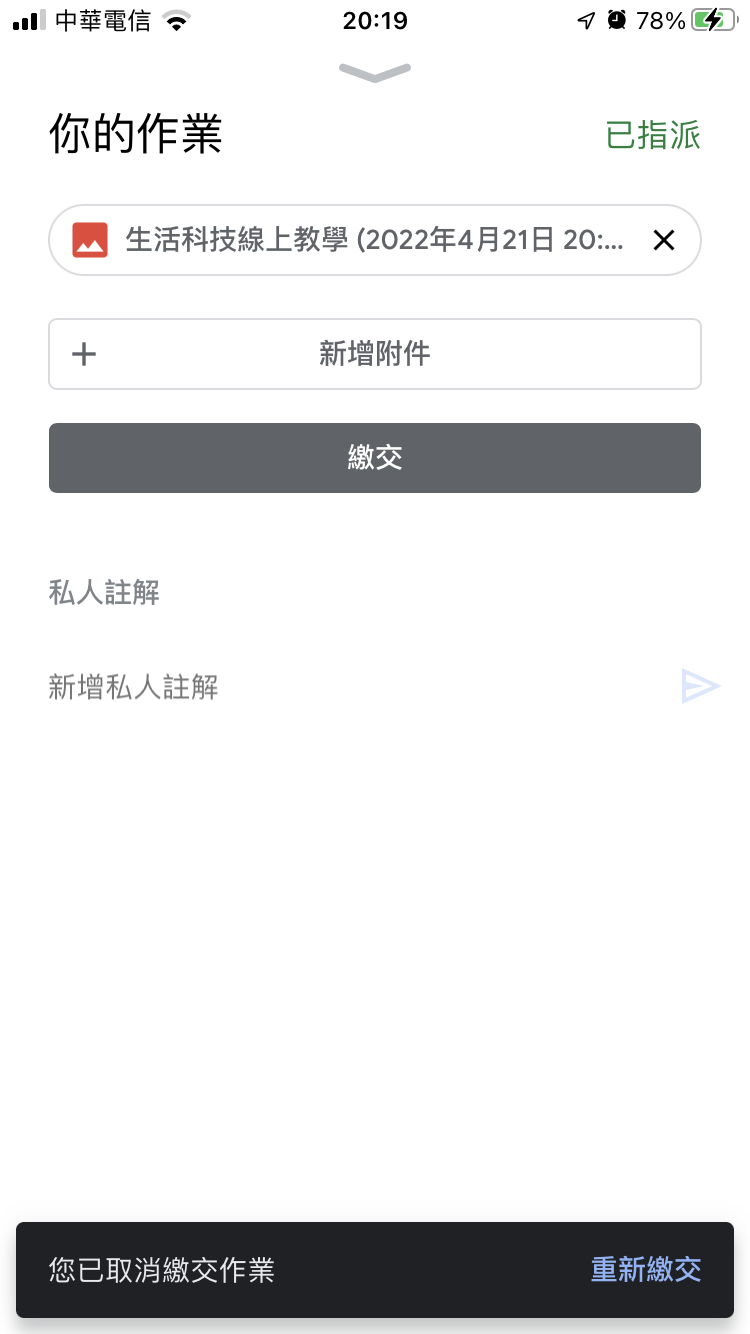 中華電信 20:19 78%
你的作業 已指派
生活科技線上教學 (2022年4月21日 20:...
新增附件
繳交
私人註解
新增私人註解
您已取消繳交作業 重新繳交